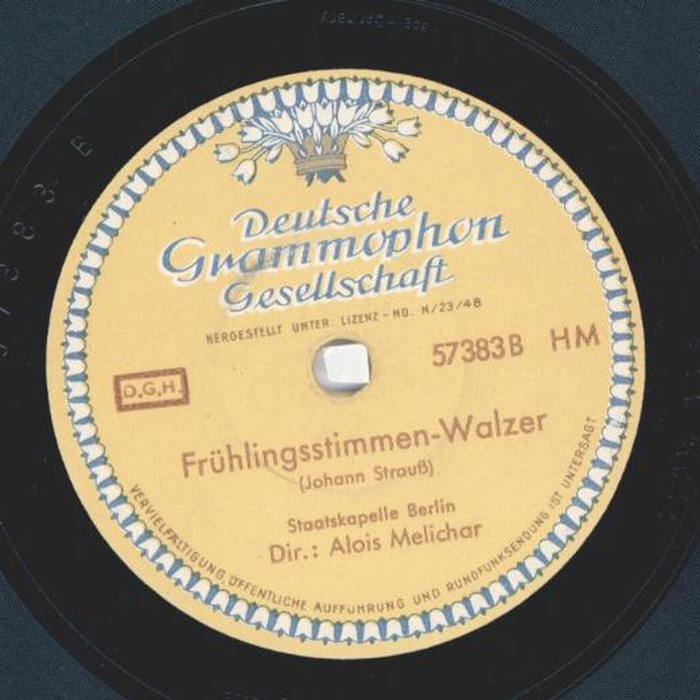 Deutsche
Grammophon
Gesellschaft
HERGESTELLT UNTER LIZENZ-NO. N/23/48
57383 B HM
D.G.H.
Frühlingsstimmen-Walzer
(Johann Strauß)
Staatskapelle Berlin
Dir.: Alois Melichar
VERVIELFÄLTIGUNG, ÖFFENTLICHE AUFFÜHRUNG UND RUNDFUNKSENDUNG IST UNTERSAGT
57383 B